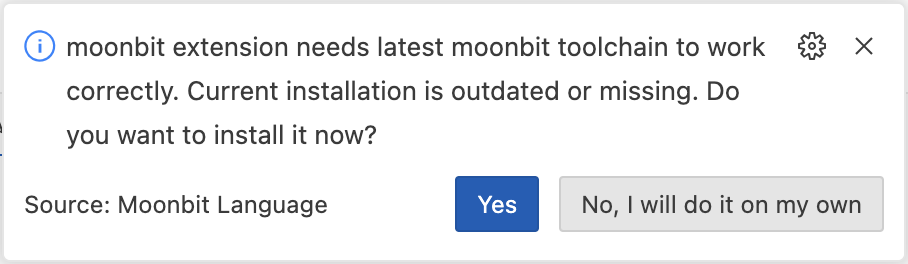 moonbit extension needs latest moonbit toolchain to work
correctly. Current installation is outdated or missing. Do
you want to install it now?
Source: Moonbit Language
Yes
No, I will do it on my own